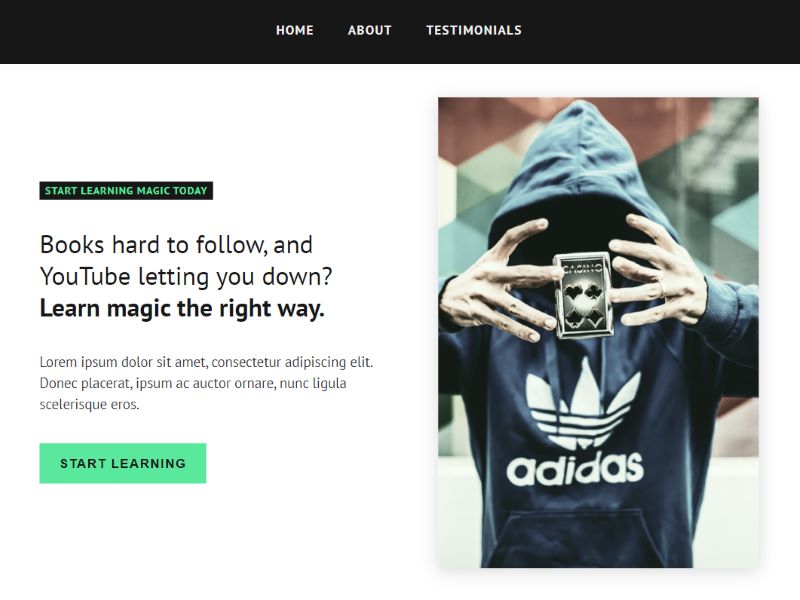 HOME ABOUT TESTIMONIALS
START LEARNING MAGIC TODAY
Books hard to follow, and
YouTube letting you down?
Learn magic the right way.
Lorem ipsum dolor sit amet, consectetur adipiscing elit.
Donec placerat, ipsum ac auctor ornare, nunc ligula
scelerisque eros.
START LEARNING
CASINO
adidas